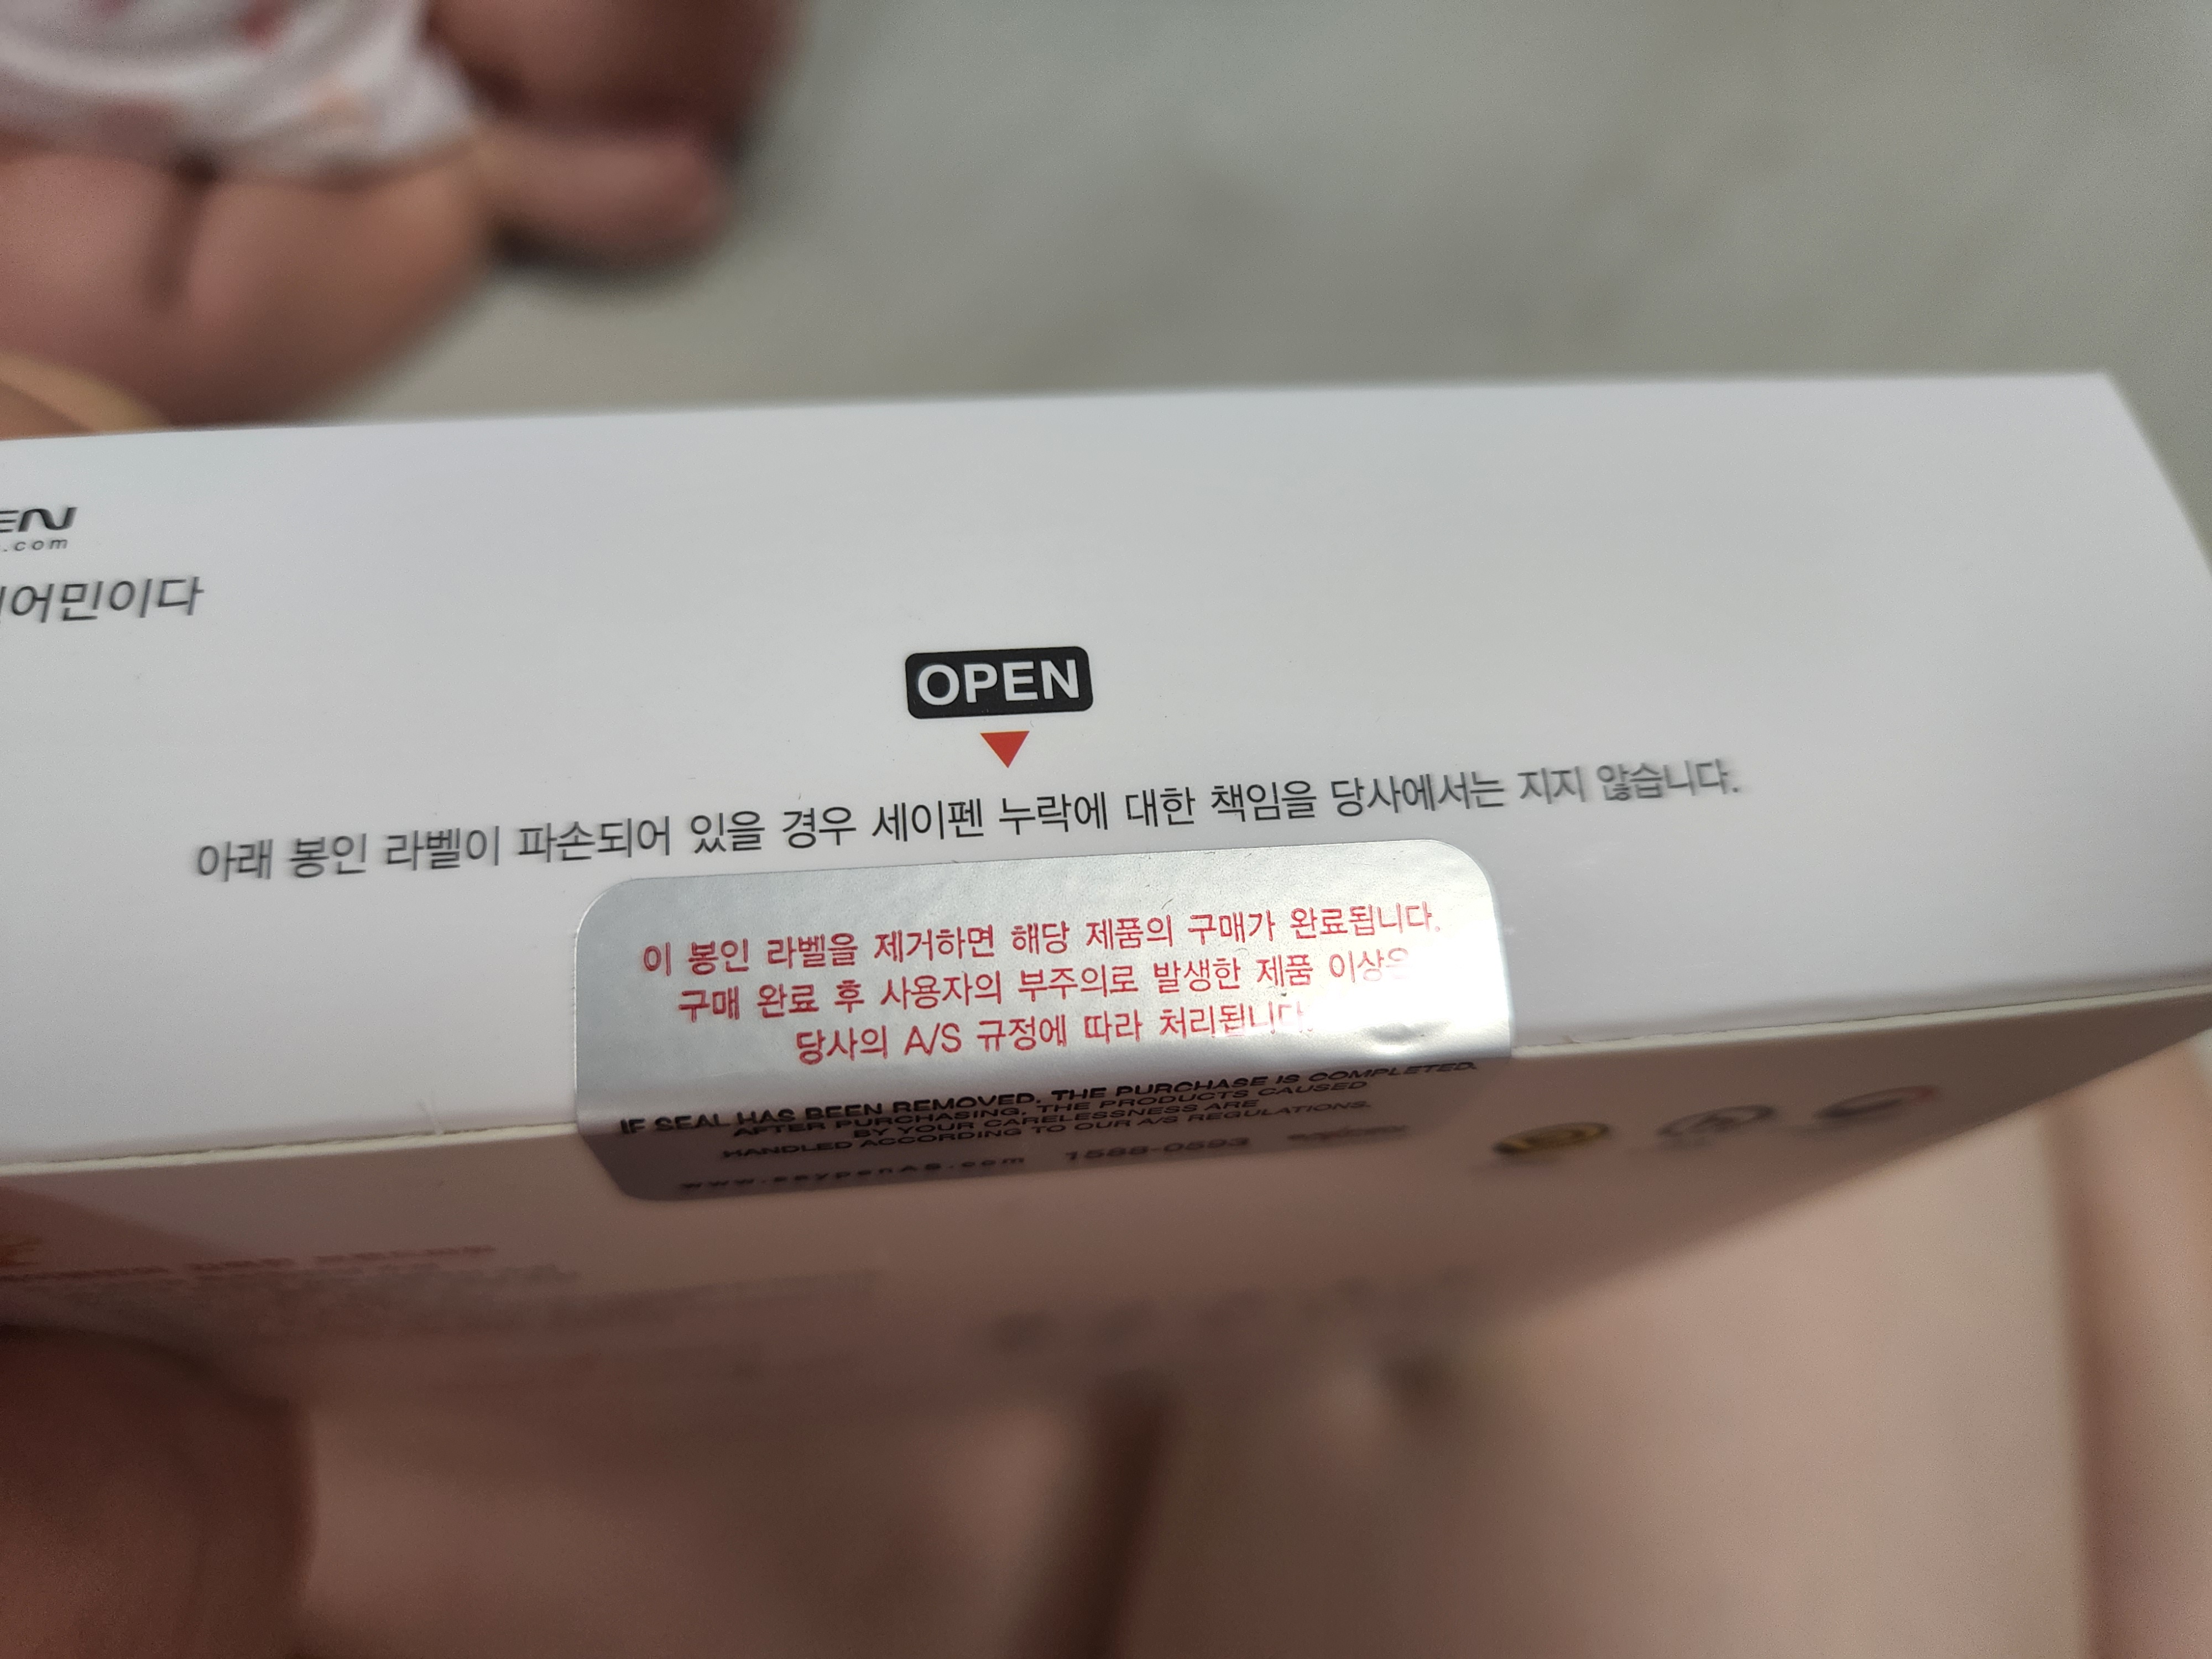 EN
.com
어민이다
OPEN
아래 봉인 라벨이 파손되어 있을 경우 세이펜 누락에 대한 책임을 당사에서는 지지 않습니다.
이 봉인 라벨을 제거하면 해당 제품의 구매가 완료됩니다.
구매 완료 후 사용자의 부주의로 발생한 제품 이상은
당사의 A/S 규정에 따라 처리됩니다.
IF SEAL HAS BEEN REMOVED. THE PURCHASE IS COMPLETED.
AFTER PURCHASING, THE PRODUCTS CAUSED
BY YOUR CARELESSNESS ARE
HANDLED ACCORDING TO OUR A/S REGULATIONS.
www.saypenAS.com 1588-0593